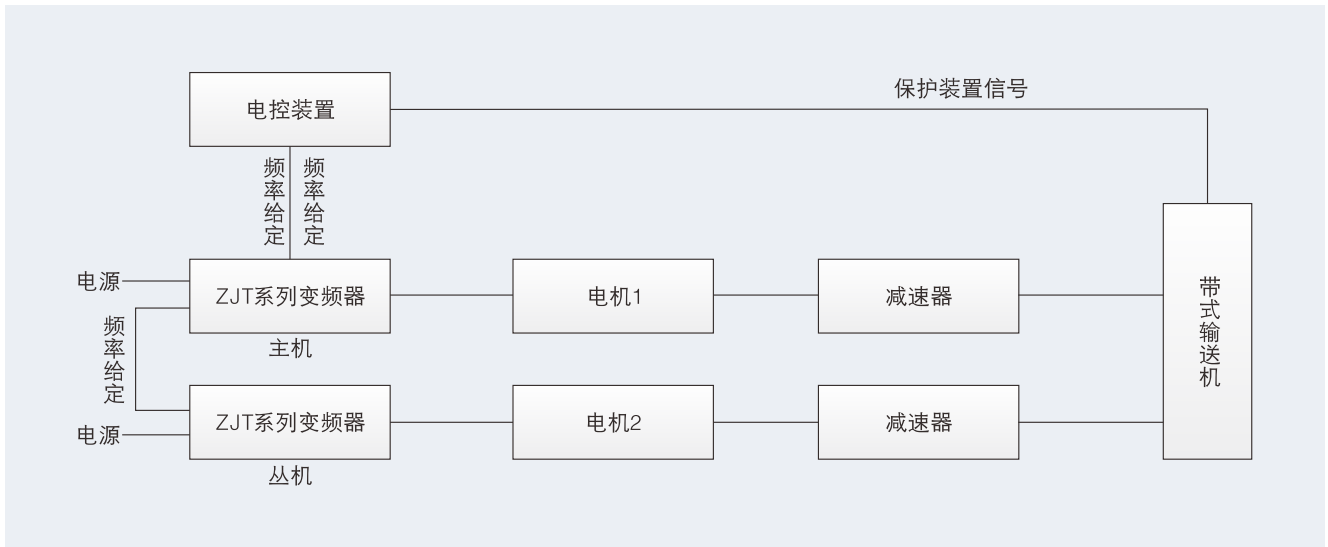 电控装置
保护装置信号
频率给定
频率给定
电源
ZJT系列变频器
主机
电机1
减速器
带式输送机
频率给定
电源
ZJT系列变频器
丛机
电机2
减速器